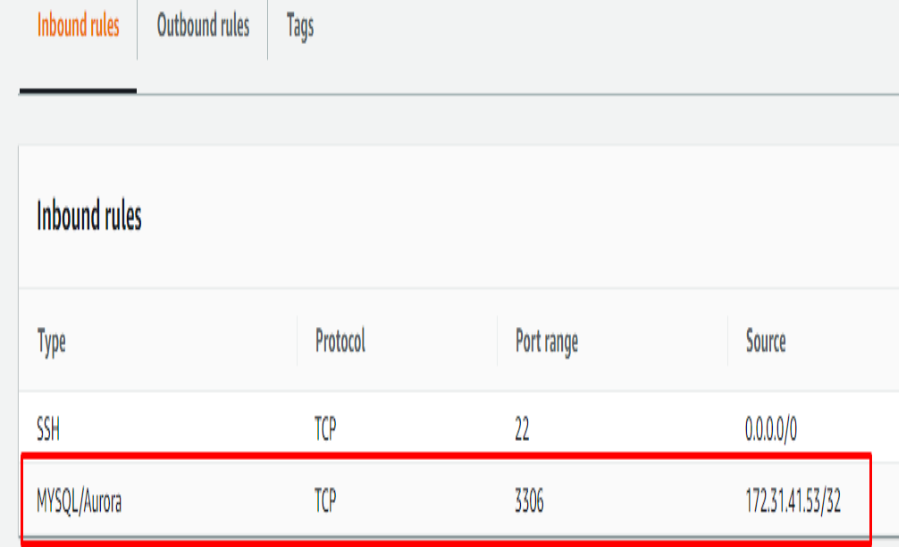 Inbound rules Outbound rules Tags
Inbound rules
Type Protocol Port range Source
SSH TCP 22 0.0.0.0/0
MYSQL/Aurora TCP 3306 172.31.41.53/32